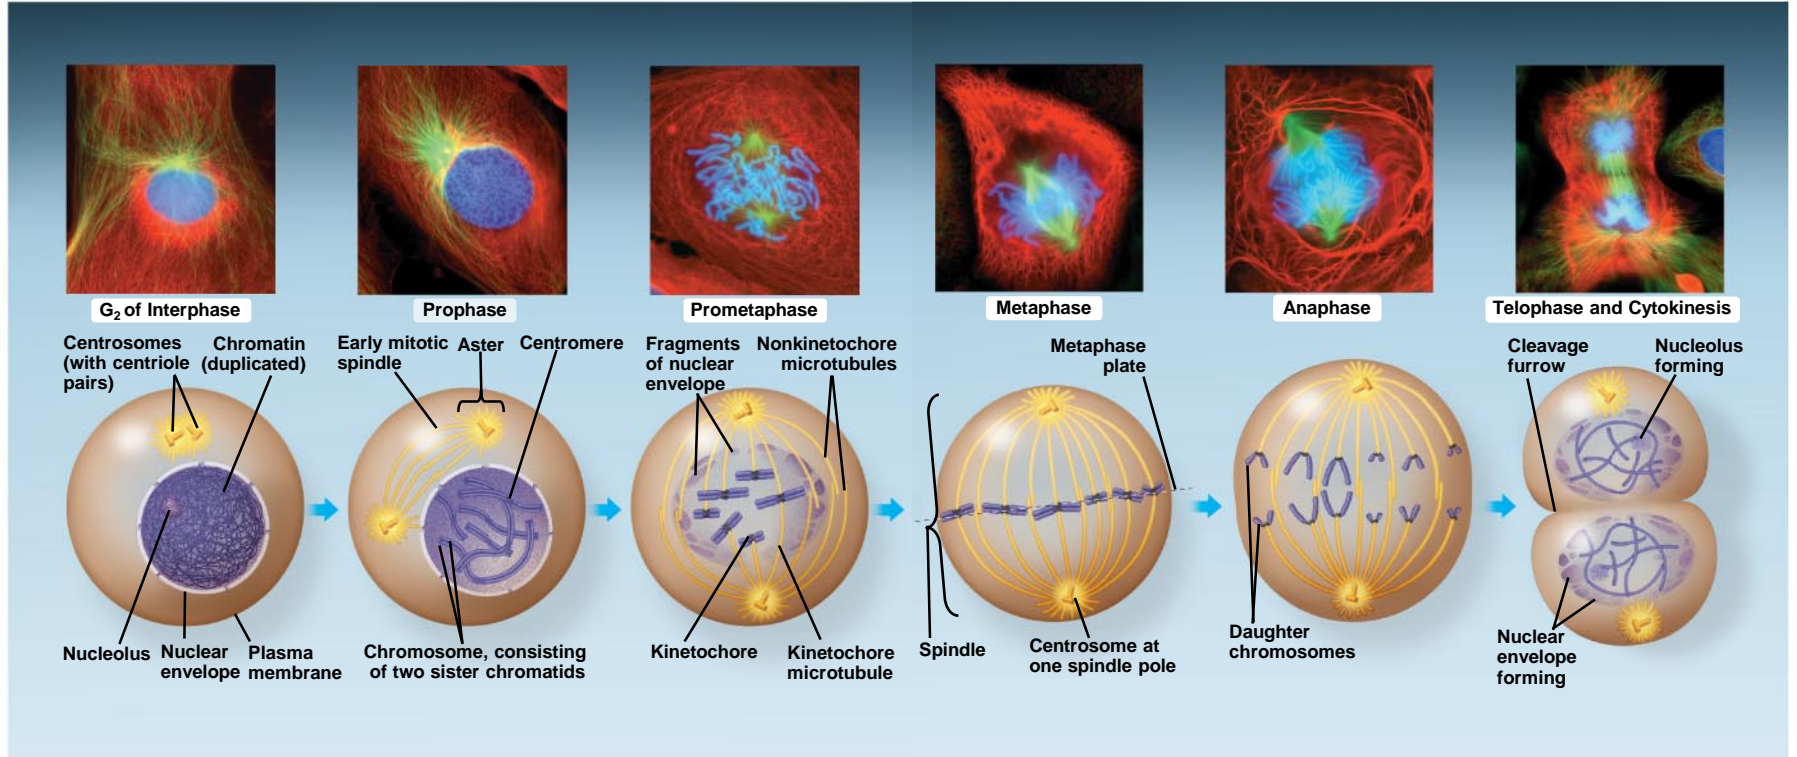 G2 of Interphase
Prophase
Prometaphase
Metaphase
Anaphase
Telophase and Cytokinesis
Centrosomes
(with centriole
pairs)
Chromatin
(duplicated)
Early mitotic
spindle
Aster
Centromere
Fragments
of nuclear
envelope
Nonkinetochore
microtubules
Metaphase
plate
Cleavage
furrow
Nucleolus
forming
Nucleolus
Nuclear
envelope
Plasma
membrane
Chromosome, consisting
of two sister chromatids
Kinetochore
Kinetochore
microtubule
Spindle
Centrosome at
one spindle pole
Daughter
chromosomes
Nuclear
envelope
forming